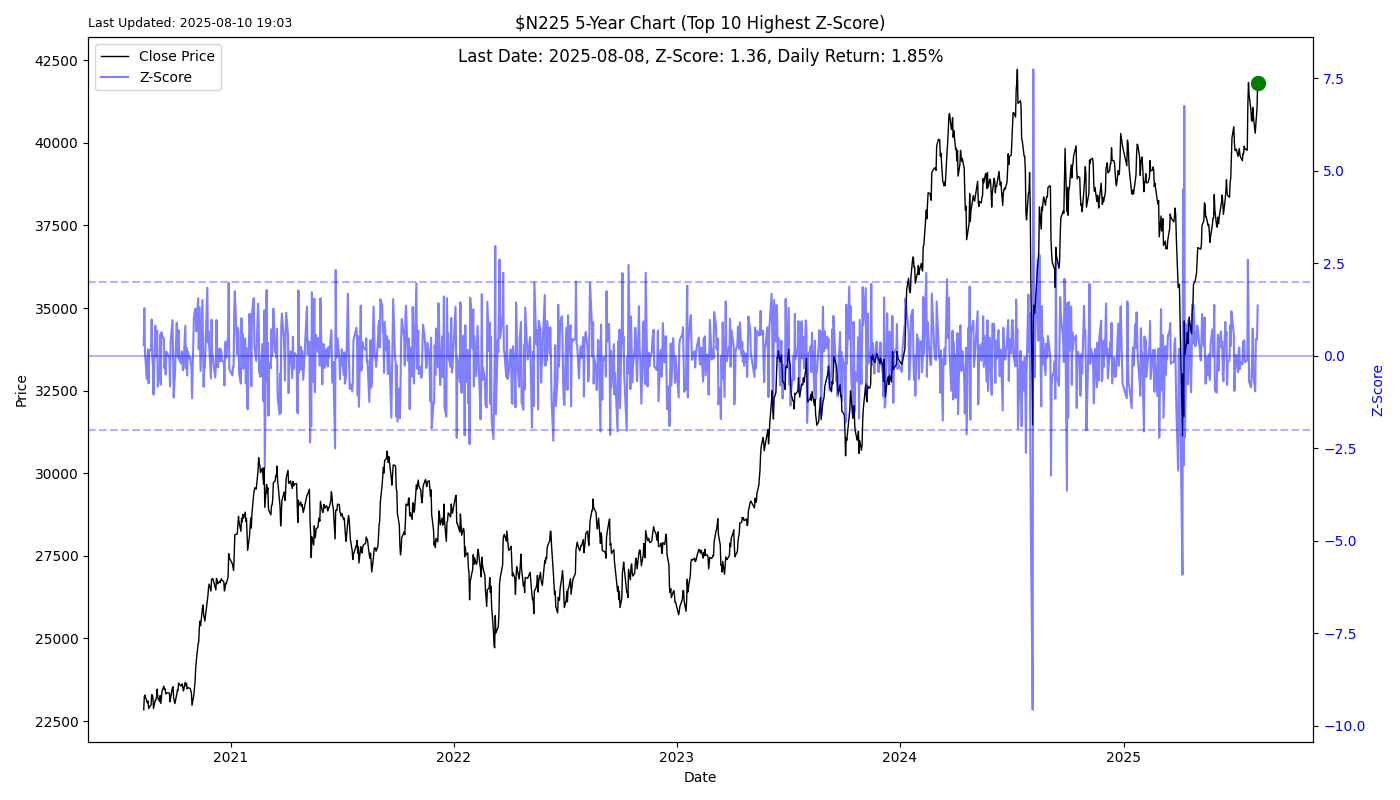 Last Updated: 2025-08-10 19:03
$N225 5-Year Chart (Top 10 Highest Z-Score)
Last Date: 2025-08-08, Z-Score: 1.36, Daily Return: 1.85%
Close Price
Z-Score
42500
40000
37500
35000
32500
30000
27500
25000
22500
Price
7.5
5.0
2.5
0.0
−2.5
−5.0
−7.5
−10.0
Z-Score
2021
2022
2023
2024
2025
Date